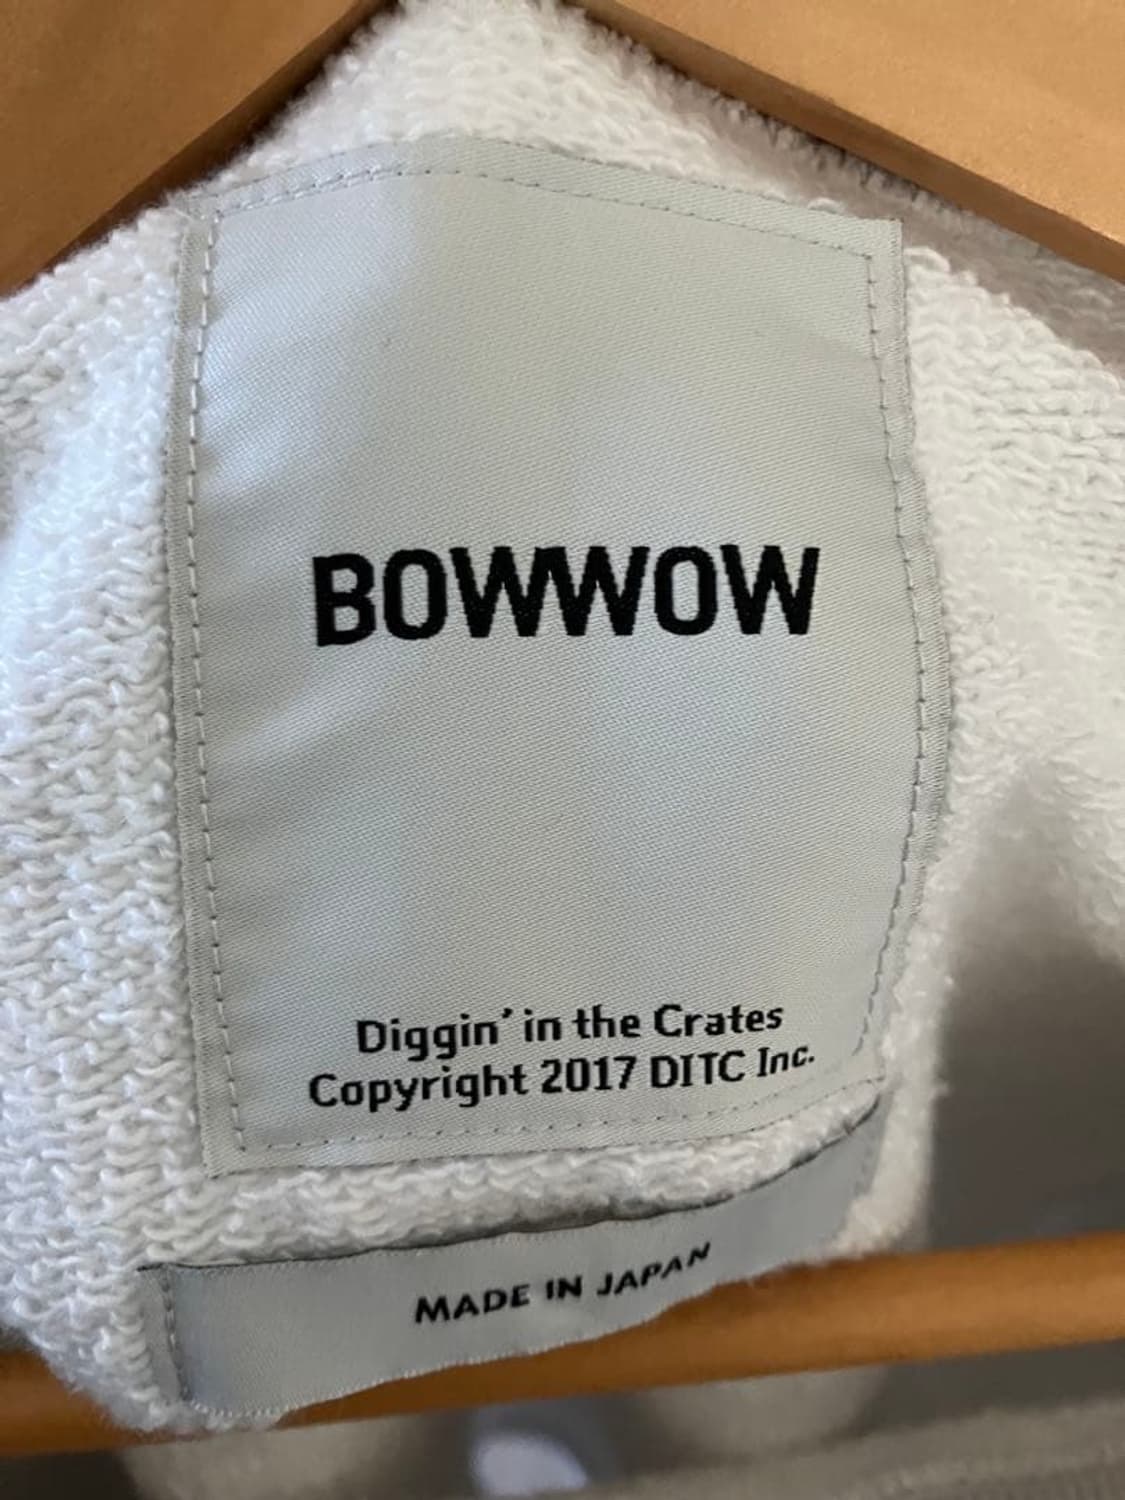 BOWWOW
Diggin' in the Crates
Copyright 2017 DITC Inc.
MADE IN JAPAN